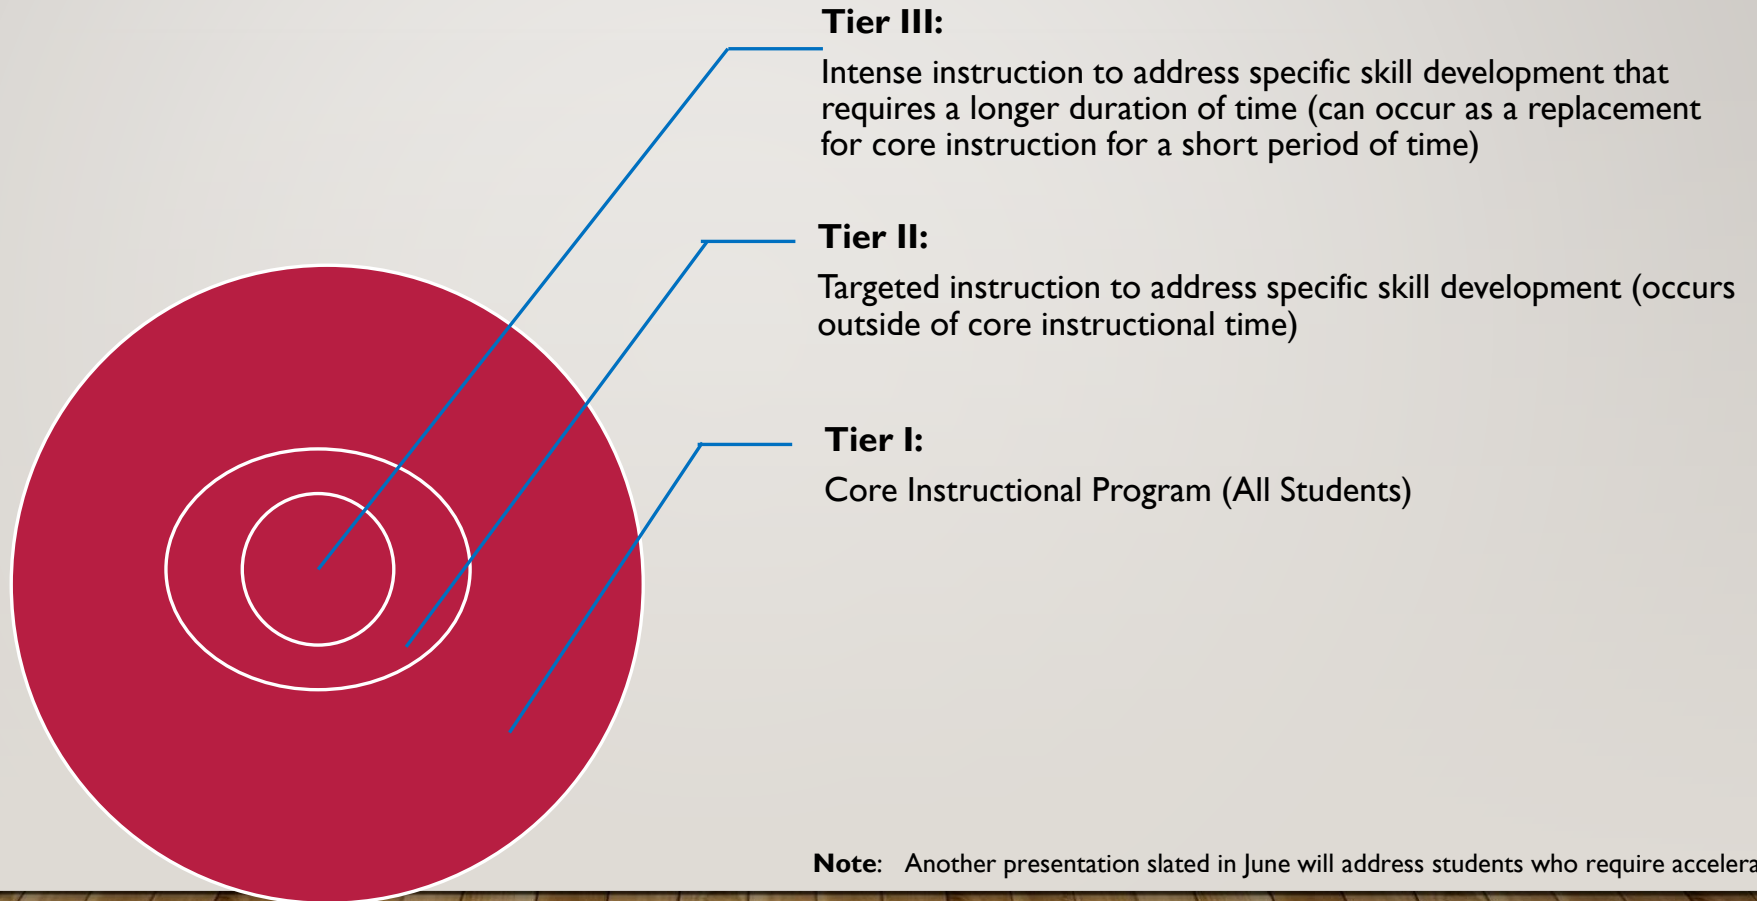 Tier III:
Intense instruction to address specific skill development that
requires a longer duration of time (can occur as a replacement
for core instruction for a short period of time)
Tier II:
Targeted instruction to address specific skill development (occurs
outside of core instructional time)
Tier I:
Core Instructional Program (All Students)
Note: Another presentation slated in June will address students who require